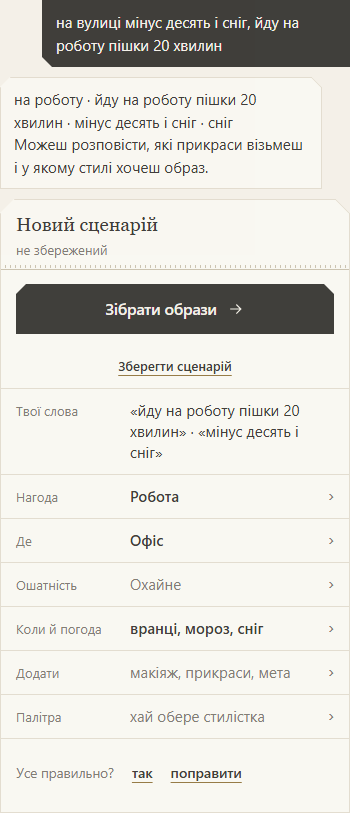 на вулиці мінус десять і сніг, йду на
роботу пішки 20 хвилин
на роботу · йду на роботу пішки 20
хвилин · мінус десять і сніг · сніг
Можеш розповісти, які прикраси візьмеш
і у якому стилі хочеш образ.
Новий сценарій
не збережений
Зібрати образи →
Зберегти сценарій
Твої слова «йду на роботу пішки 20
хвилин» · «мінус десять і
сніг»
Нагода Робота ›
Де Офіс ›
Ошатність Охайне ›
Коли й погода вранці, мороз, сніг ›
Додати макіяж, прикраси, мета ›
Палітра хай обере стилістка ›
Усе правильно? так поправити